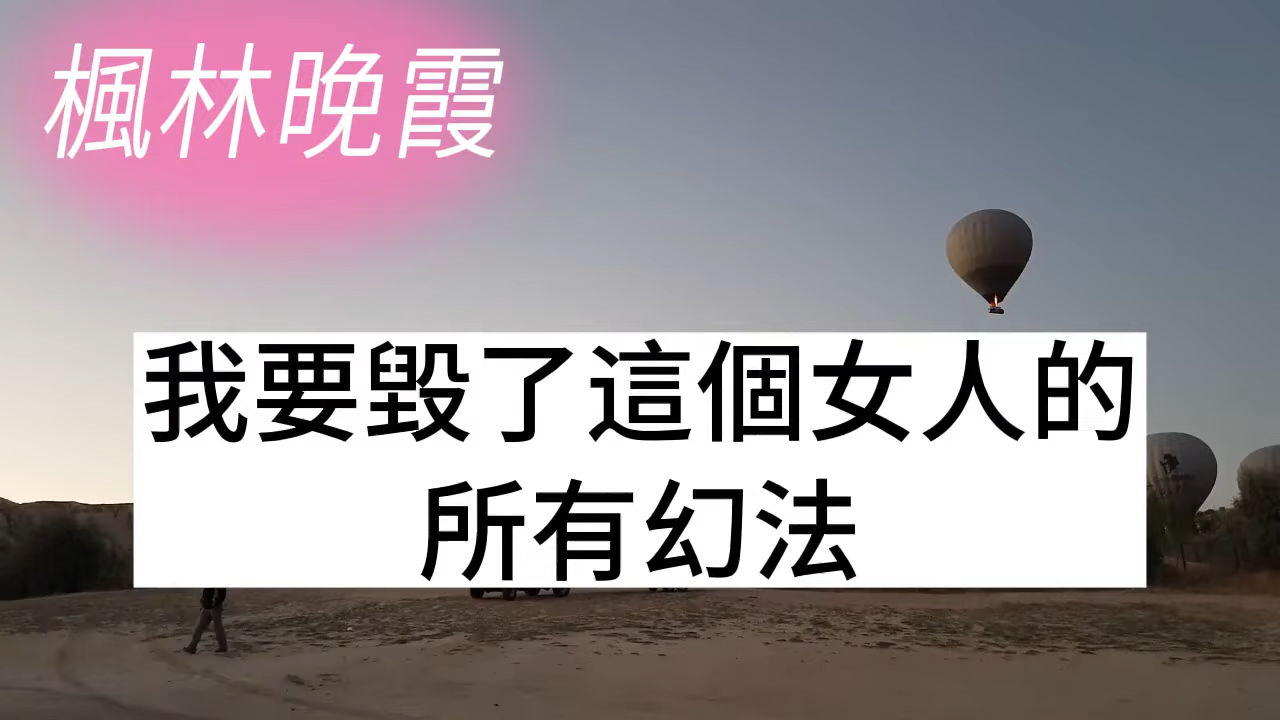 楓林晚霞
我要毀了這個女人的
所有幻法